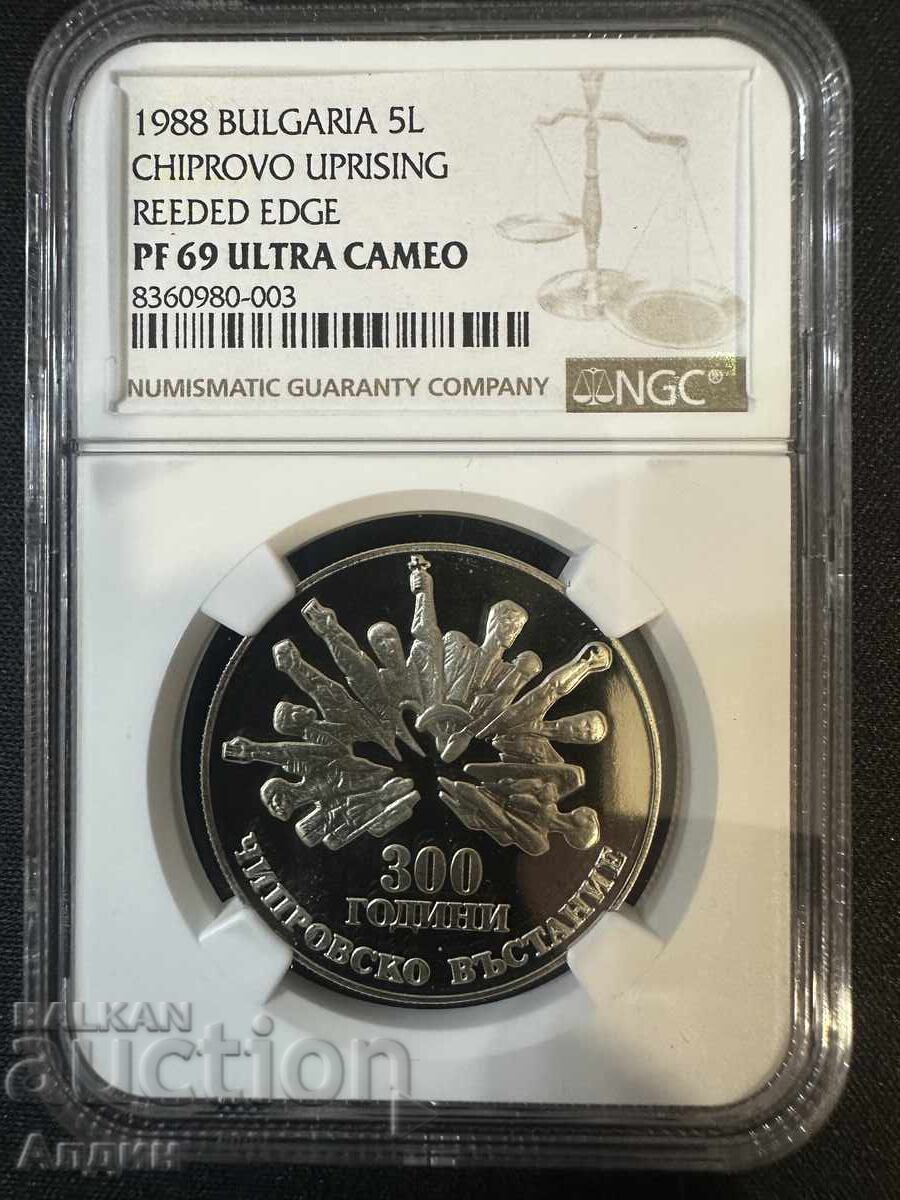 1988 BULGARIA 5L
CHIPROVO UPRISING
REEDED EDGE
PF 69 ULTRA CAMEO
8360980-003
NUMISMATIC GUARANTY COMPANY
NGC®
300
ГОДИНИ
ЧИПРОВСКО ВЪСТАНИЕ
BALKAN
auction
Алдин